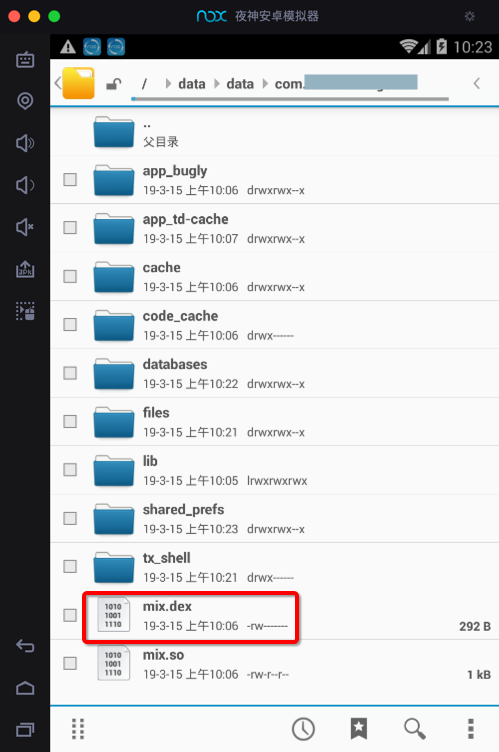 nox 夜神安卓模拟器
10:23
/ data data com.
..
父目录
app_bugly
19-3-15 上午10:06 drwxrwx--x
app_td-cache
19-3-15 上午10:07 drwxrwx--x
cache
19-3-15 上午10:06 drwxrwx--x
code_cache
19-3-15 上午10:06 drwx------
databases
19-3-15 上午10:22 drwxrwx--x
files
19-3-15 上午10:21 drwxrwx--x
lib
19-3-15 上午10:05 lrwxrwxrwx
shared_prefs
19-3-15 上午10:23 drwxrwx--x
tx_shell
19-3-15 上午10:21 drwx------
1010
1001
1110
mix.dex
19-3-15 上午10:06 -rw-------
292 B
1010
1001
1110
mix.so
19-3-15 上午10:06 -rw-r--r--
1 kB